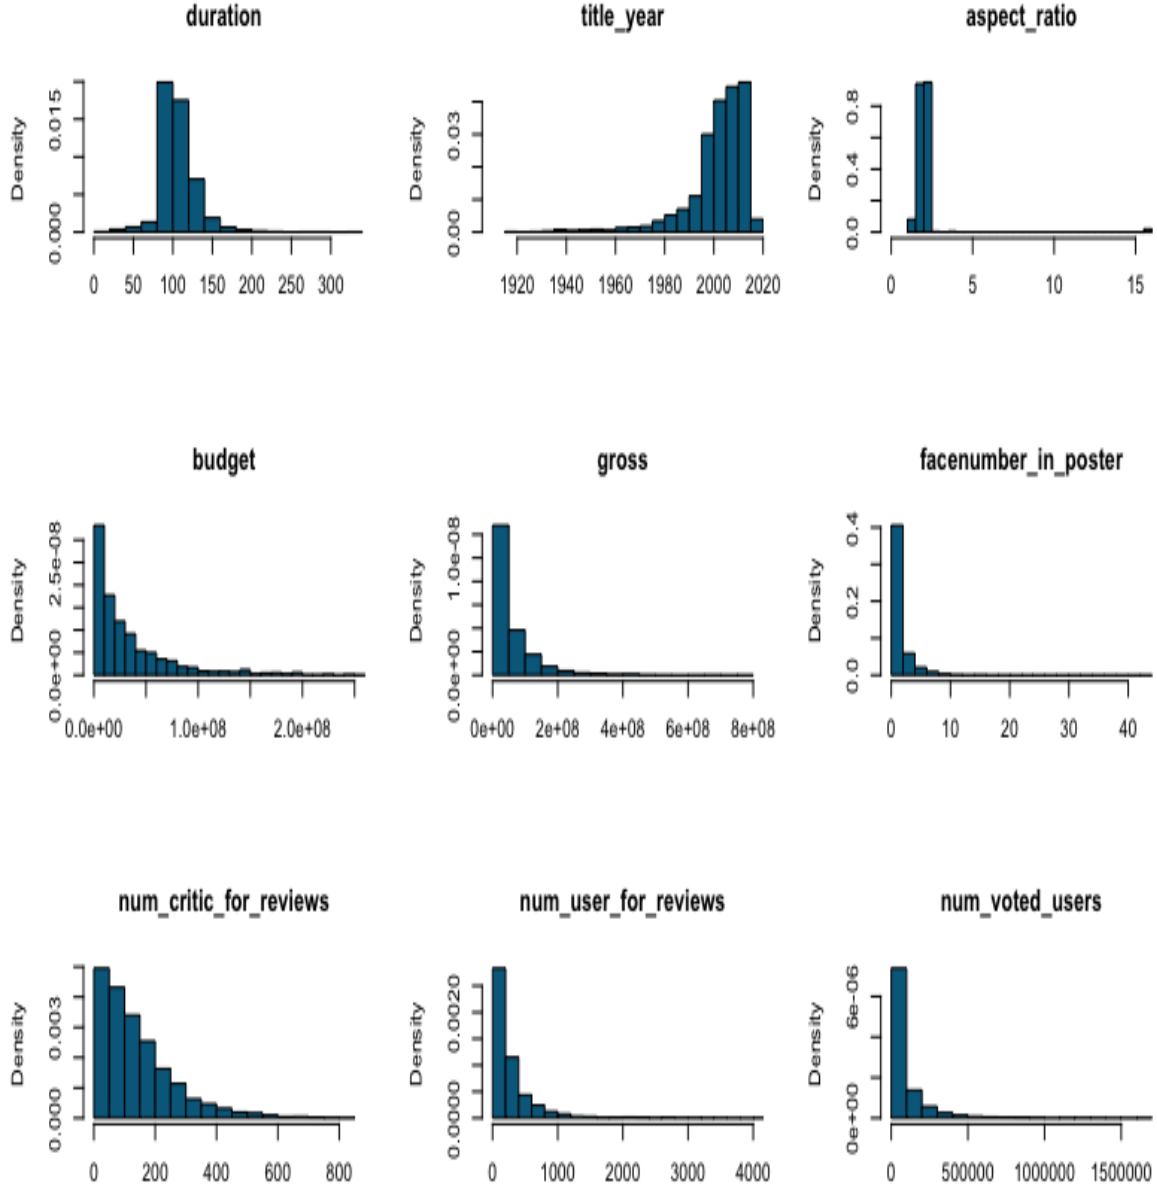 duration title_year aspect_ratio
Density 0.000 0.015
0 50 100 150 200 250 300
Density 0.00 0.03
1920 1940 1960 1980 2000 2020
Density 0.0 0.4 0.8
0 5 10 15
budget gross facenumber_in_poster
Density 0.0e+00 2.5e-08
0.0e+00 1.0e+08 2.0e+08
Density 0.0e+00 1.0e-08
0e+00 2e+08 4e+08 6e+08 8e+08
Density 0.0 0.2 0.4
0 10 20 30 40
num_critic_for_reviews num_user_for_reviews num_voted_users
Density 0.000 0.003
0 200 400 600 800
Density 0.0000 0.0020
0 1000 2000 3000 4000
Density 0e+00 6e-06
0 500000 1000000 1500000